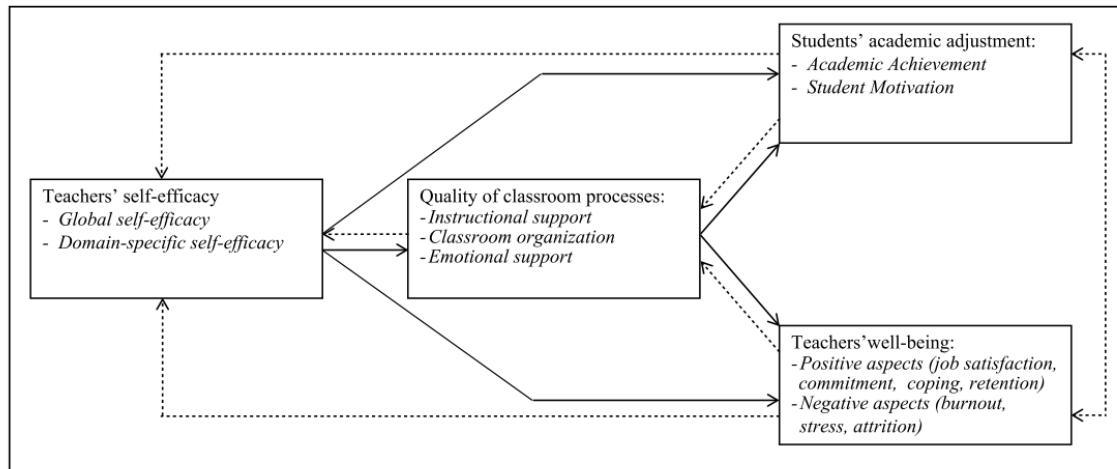 Students' academic adjustment:
- Academic Achievement
- Student Motivation
Teachers' self-efficacy
- Global self-efficacy
- Domain-specific self-efficacy
Quality of classroom processes:
-Instructional support
-Classroom organization
-Emotional support
Teachers'well-being:
-Positive aspects (job satisfaction,
commitment, coping, retention)
-Negative aspects (burnout,
stress, attrition)